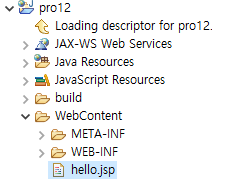 pro12
Loading descriptor for pro12.
JAX-WS Web Services
Java Resources
JavaScript Resources
build
WebContent
META-INF
WEB-INF
hello.jsp